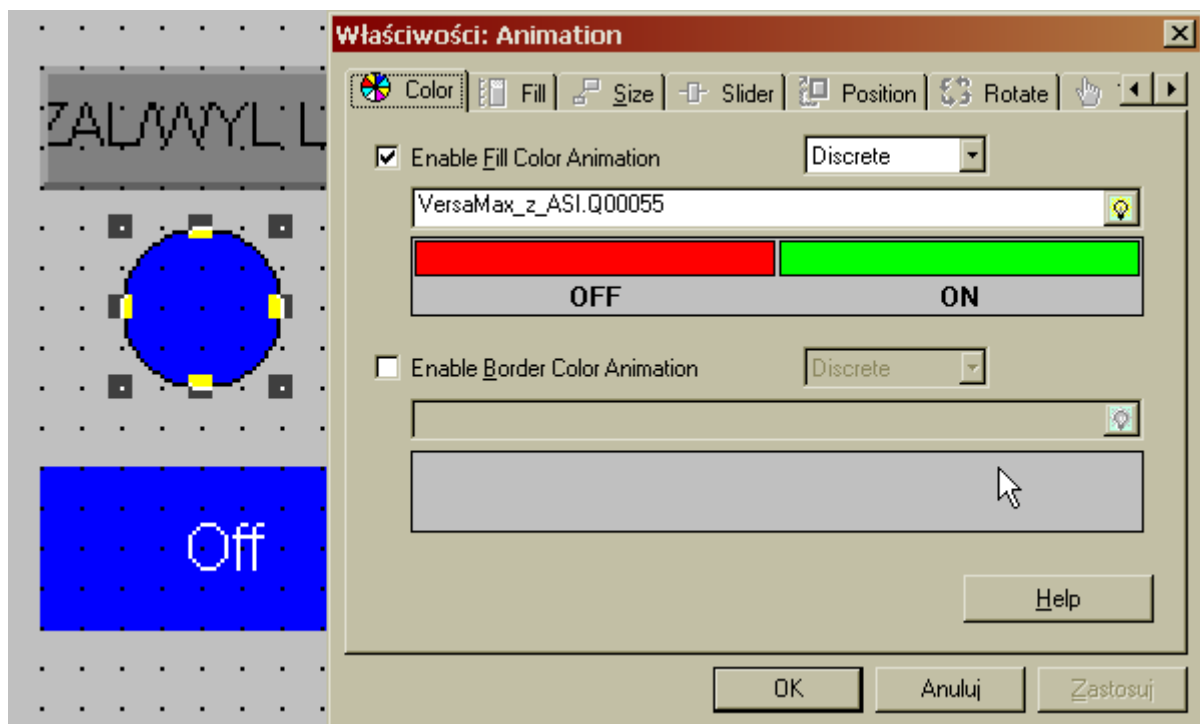 Właściwości: Animation
Color Fill Size Slider Position Rotate
ZAL/WYL L
Enable Fill Color Animation Discrete
VersaMax_z_ASI.Q00055
OFF ON
Enable Border Color Animation Discrete
Off
Help
OK Anuluj Zastosuj